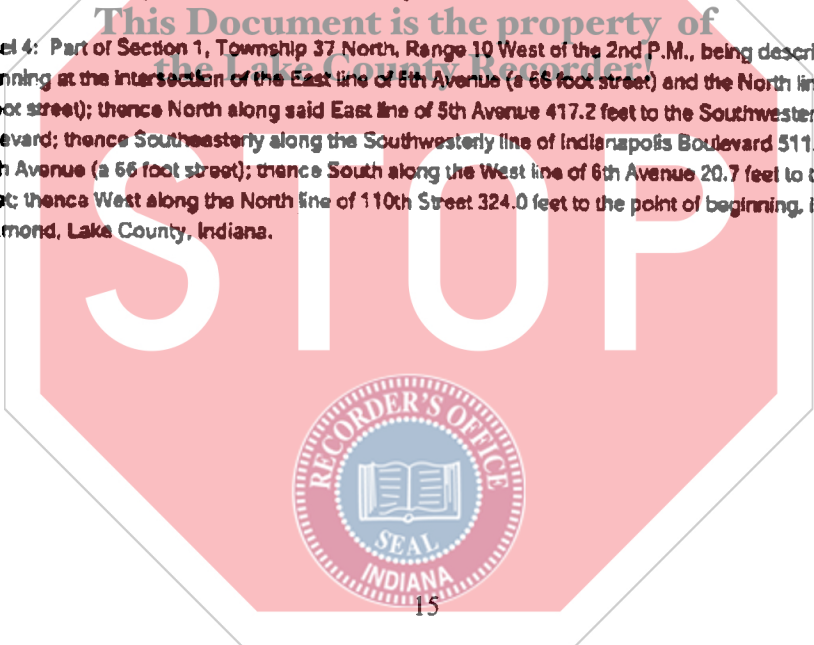 This Document is the property of
el 4: Part of Section 1, Township 37 North, Range 10 West of the 2nd P.M., being descri
the Lake County Recorder!
nning at the intersection of the East line of 5th Avenue (a 66 foot street) and the North lin
oot street); thence North along said East line of 5th Avenue 417.2 feet to the Southwester
evard; thence Southeasterly along the Southwesterly line of Indianapolis Boulevard 511.
h Avenue (a 66 foot street); thence South along the West line of 6th Avenue 20.7 feet to t
et; thence West along the North line of 110th Street 324.0 feet to the point of beginning, i
mond, Lake County, Indiana.
STOP
RECORDER'S OFFICE
SEAL
INDIANA
15